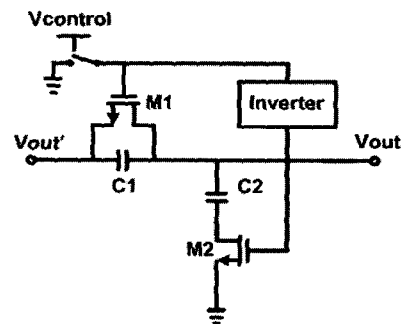 Vcontrol
M1
Inverter
Vout'
Vout
C1
C2
M2